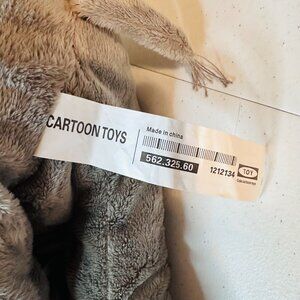 CARTOON TOYS
Made in china
562.325.60
1212134
TOY